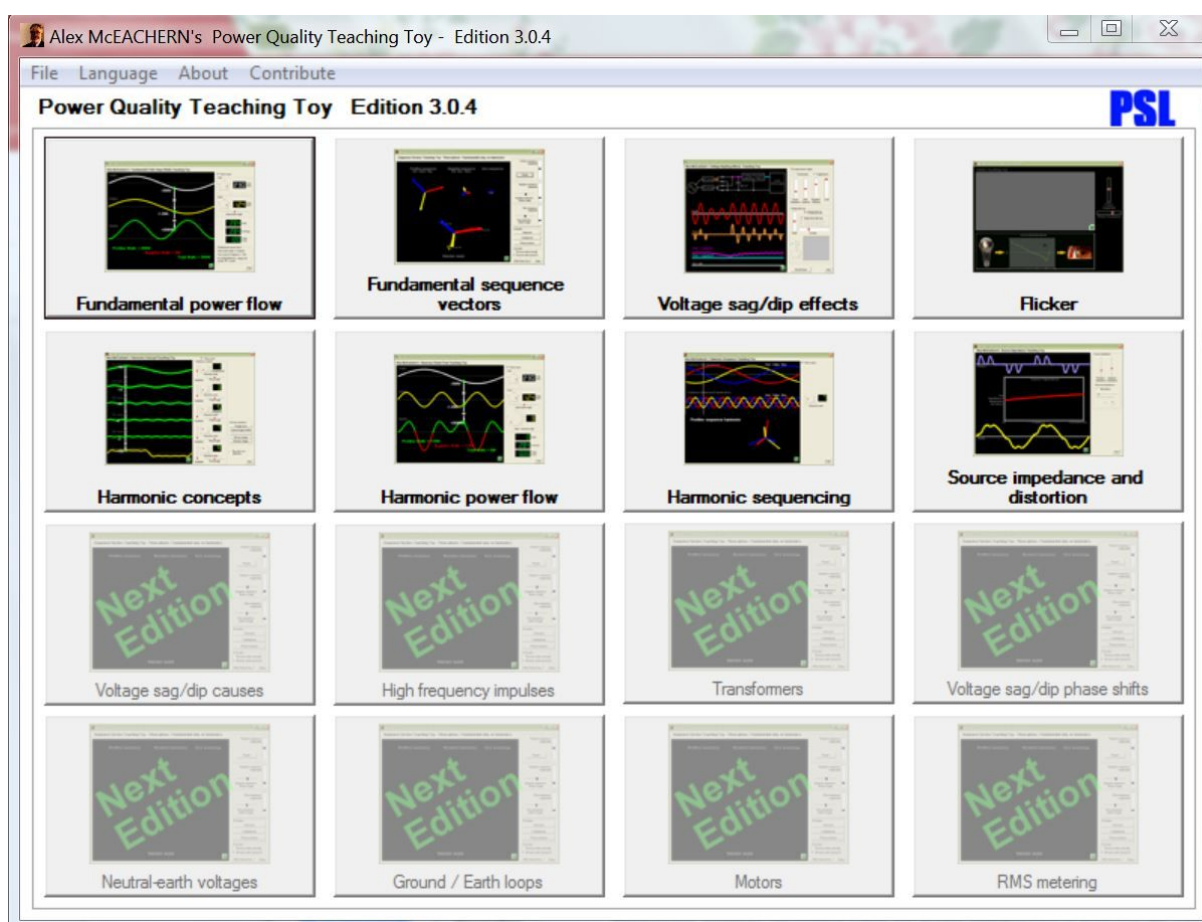 Alex McEACHERN's Power Quality Teaching Toy - Edition 3.0.4
File Language About Contribute
Power Quality Teaching Toy Edition 3.0.4
PSL
Fundamental power flow
Fundamental sequence
vectors
Voltage sag/dip effects
Flicker
Harmonic concepts
Harmonic power flow
Harmonic sequencing
Source impedance and
distortion
Next
Edition
Voltage sag/dip causes
Next
Edition
High frequency impulses
Next
Edition
Transformers
Next
Edition
Voltage sag/dip phase shifts
Next
Edition
Neutral-earth voltages
Next
Edition
Ground / Earth loops
Next
Edition
Motors
Next
Edition
RMS metering